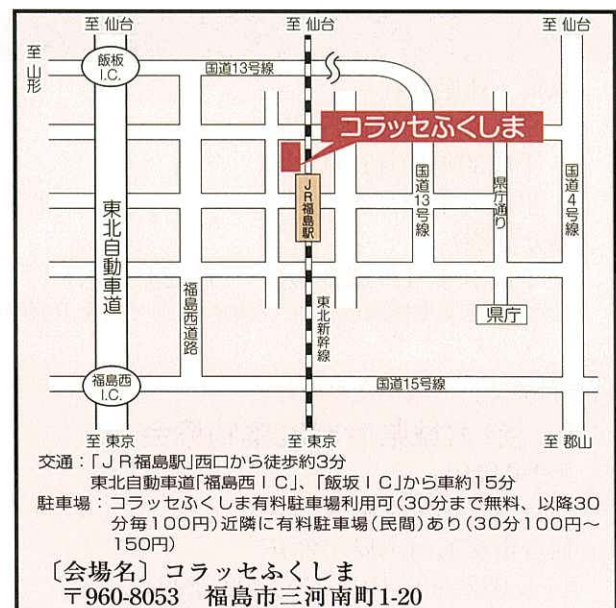 至 仙台
至 仙台
至 仙台
至 山形
飯板 I.C.
国道13号線
コラッセふくしま
JR福島駅
国道13号線
県庁通り
国道4号線
東北自動車道
福島西道路
東北新幹線
県庁
福島西 I.C.
国道15号線
至 東京
至 東京
至 郡山
交通：「ＪＲ福島駅」西口から徒歩約3分
東北自動車道「福島西ＩＣ」、「飯坂ＩＣ」から車約15分
駐車場：コラッセふくしま有料駐車場利用可（30分まで無料、以降30
分毎100円）近隣に有料駐車場（民間）あり（30分100円〜
150円）
〔会場名〕コラッセふくしま
〒960-8053　福島市三河南町1-20